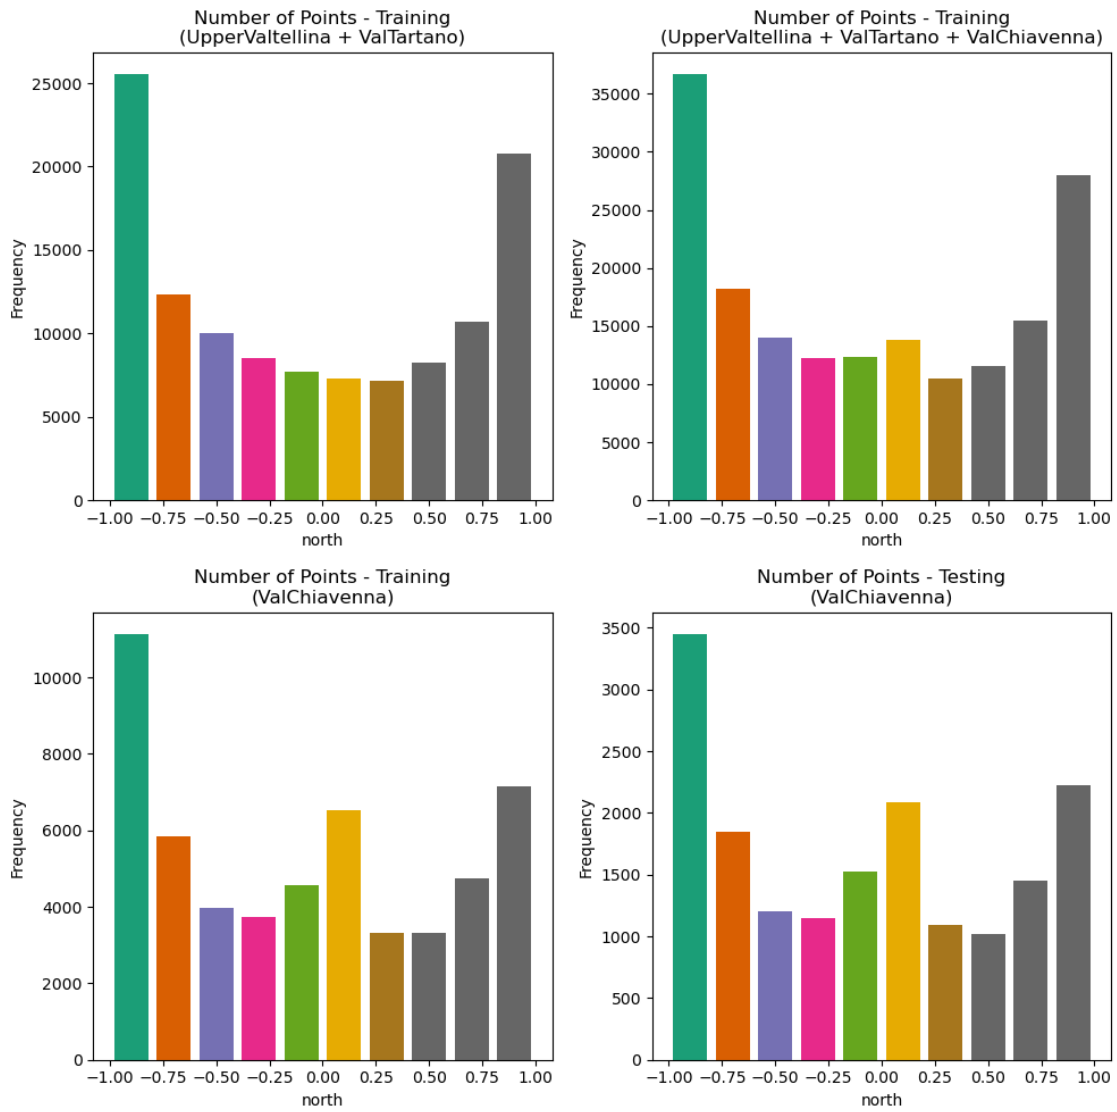 Number of Points - Training
(UpperValtellina + ValTartano)
Frequency
25000
20000
15000
10000
5000
0
−1.00 −0.75 −0.50 −0.25 0.00 0.25 0.50 0.75 1.00
north
Number of Points - Training
(UpperValtellina + ValTartano + ValChiavenna)
Frequency
35000
30000
25000
20000
15000
10000
5000
0
−1.00 −0.75 −0.50 −0.25 0.00 0.25 0.50 0.75 1.00
north
Number of Points - Training
(ValChiavenna)
Frequency
10000
8000
6000
4000
2000
0
−1.00 −0.75 −0.50 −0.25 0.00 0.25 0.50 0.75 1.00
north
Number of Points - Testing
(ValChiavenna)
Frequency
3500
3000
2500
2000
1500
1000
500
0
−1.00 −0.75 −0.50 −0.25 0.00 0.25 0.50 0.75 1.00
north